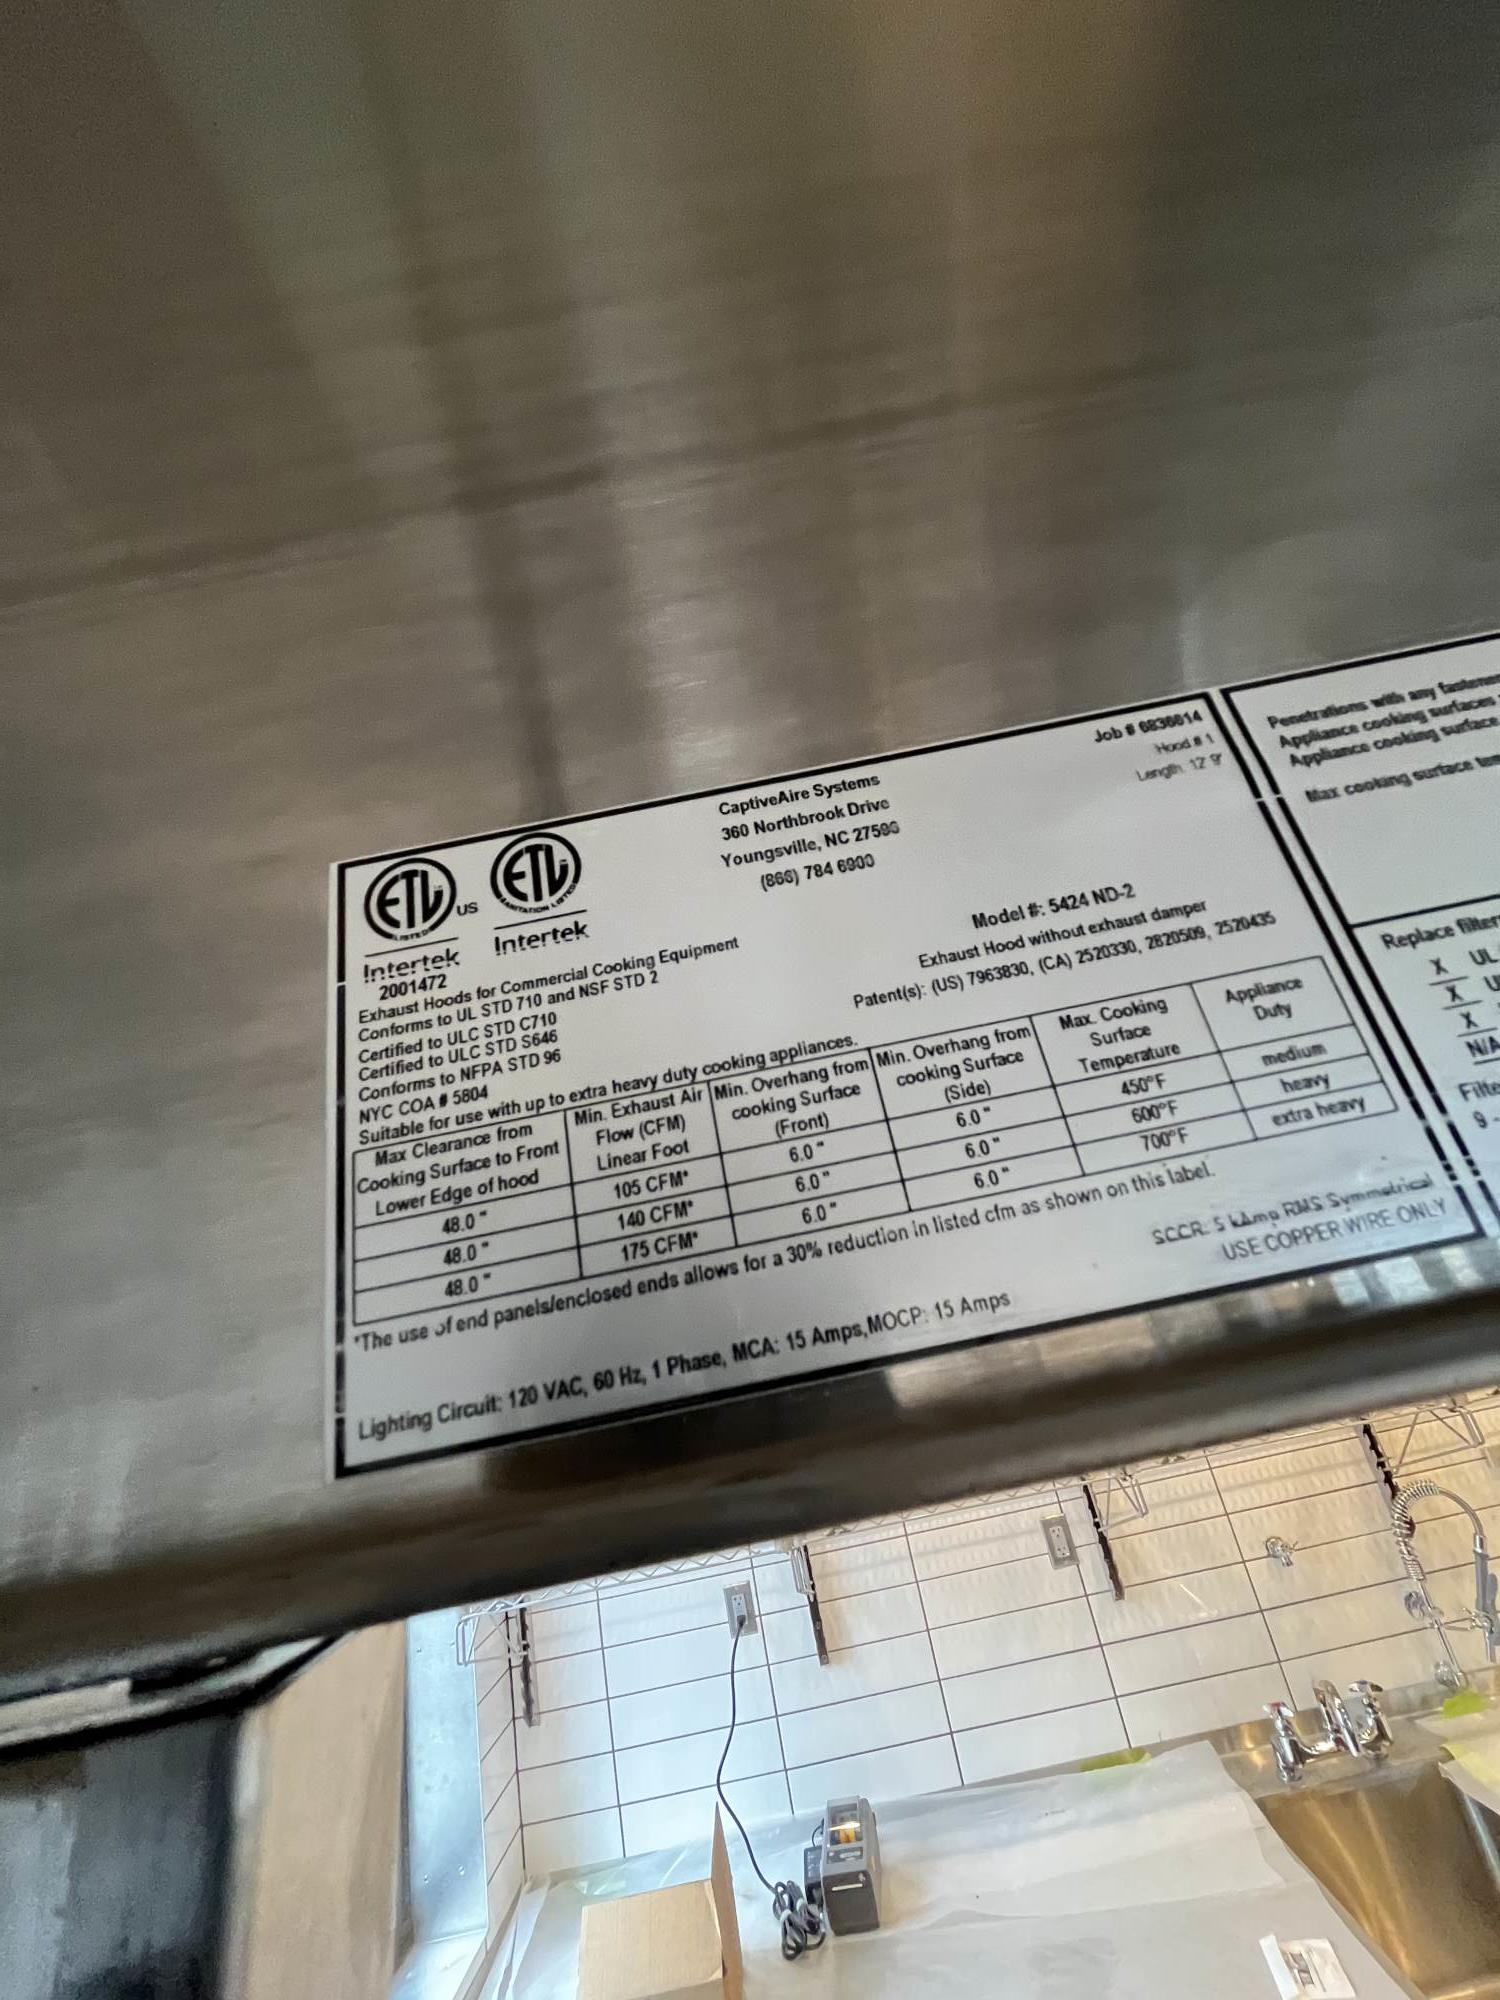 Job # 6836814
Hood # 1
Length: 12' 9"
CaptiveAire Systems
360 Northbrook Drive
Youngsville, NC 27596
(866) 784 6900
ETL
LISTED
US
Intertek
2001472
ETL
SANITATION LISTED
Intertek
Exhaust Hoods for Commercial Cooking Equipment
Conforms to UL STD 710 and NSF STD 2
Certified to ULC STD C710
Certified to ULC STD S646
Conforms to NFPA STD 96
NYC COA # 5804
Model #: 5424 ND-2
Exhaust Hood without exhaust damper
Patent(s): (US) 7963830, (CA) 2520330, 2820509, 2520435
Suitable for use with up to extra heavy duty cooking appliances.
Max Clearance from Cooking Surface to Front Lower Edge of hood
Min. Exhaust Air Flow (CFM) Linear Foot
Min. Overhang from cooking Surface (Front)
Min. Overhang from cooking Surface (Side)
Max. Cooking Surface Temperature
Appliance Duty
48.0 " 105 CFM* 6.0 " 6.0 " 450°F medium
48.0 " 140 CFM* 6.0 " 6.0 " 600°F heavy
48.0 " 175 CFM* 6.0 " 6.0 " 700°F extra heavy
*The use of end panels/enclosed ends allows for a 30% reduction in listed cfm as shown on this label.
SCCR: 5 kAmp RMS Symmetrical
USE COPPER WIRE ONLY
Lighting Circuit: 120 VAC, 60 Hz, 1 Phase, MCA: 15 Amps, MOCP: 15 Amps
Penetrations with any
Appliance cooking surfaces
Appliance cooking surface
Max cooking surface
Replace
X UL
X
X
N/A
9 -